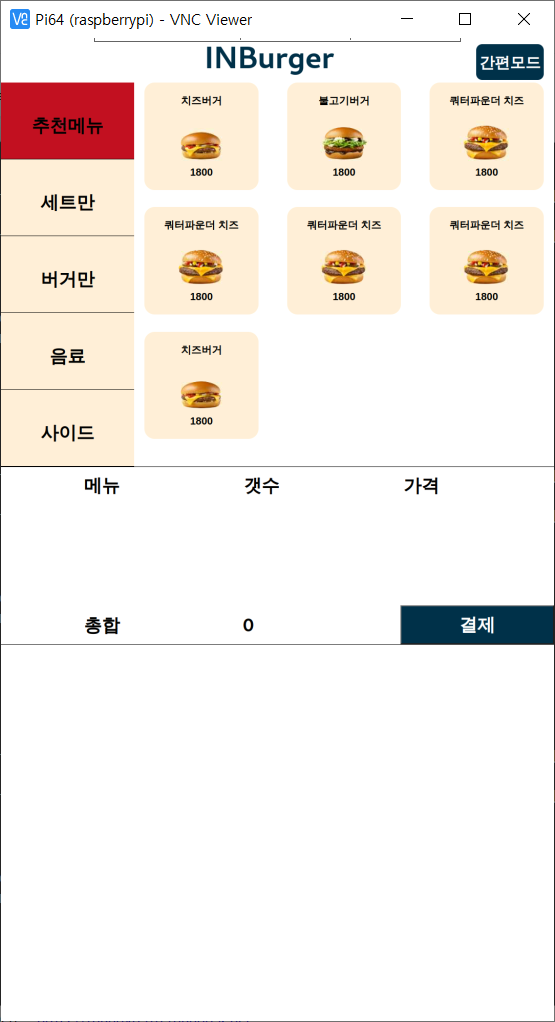 Pi64 (raspberrypi) - VNC Viewer
INBurger
간편모드
추천메뉴
세트만
버거만
음료
사이드
치즈버거
1800
불고기버거
1800
쿼터파운더 치즈
1800
쿼터파운더 치즈
1800
쿼터파운더 치즈
1800
쿼터파운더 치즈
1800
치즈버거
1800
메뉴 갯수 가격
총합 0 결제